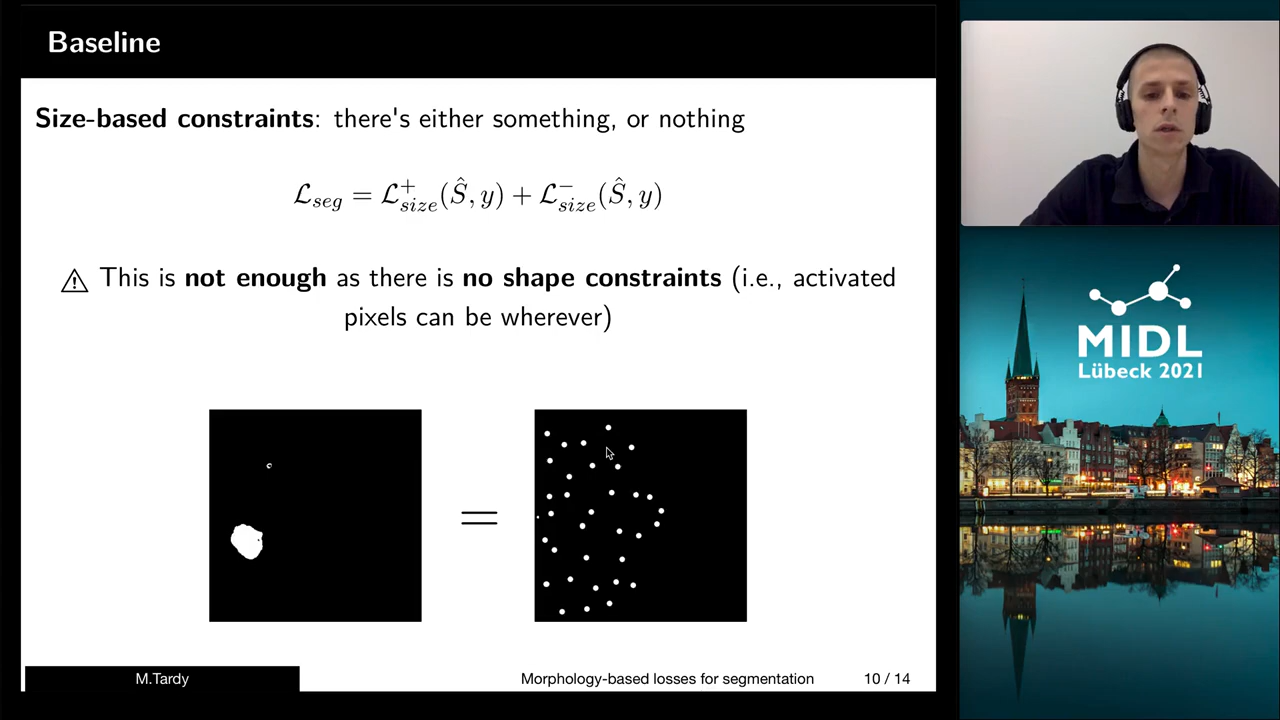 Baseline
Size-based constraints: there's either something, or nothing
ℒ_seg = ℒ⁺_size(Ŝ, y) + ℒ⁻_size(Ŝ, y)
⚠ This is not enough as there is no shape constraints (i.e., activated
pixels can be wherever)
=
M.Tardy
Morphology-based losses for segmentation
10 / 14
MIDL
Lübeck 2021